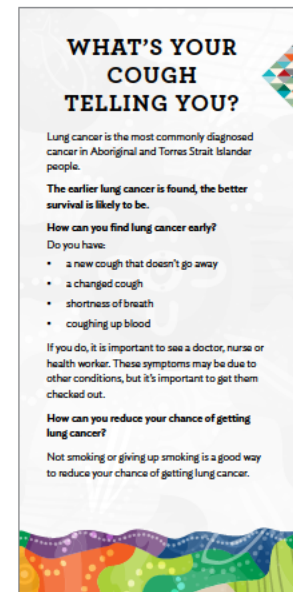 WHAT'S YOUR
COUGH
TELLING YOU?
Lung cancer is the most commonly diagnosed
cancer in Aboriginal and Torres Strait Islander
people.
The earlier lung cancer is found, the better
survival is likely to be.
How can you find lung cancer early?
Do you have:
• a new cough that doesn't go away
• a changed cough
• shortness of breath
• coughing up blood
If you do, it is important to see a doctor, nurse or
health worker. These symptoms may be due to
other conditions, but it's important to get them
checked out.
How can you reduce your chance of getting
lung cancer?
Not smoking or giving up smoking is a good way
to reduce your chance of getting lung cancer.